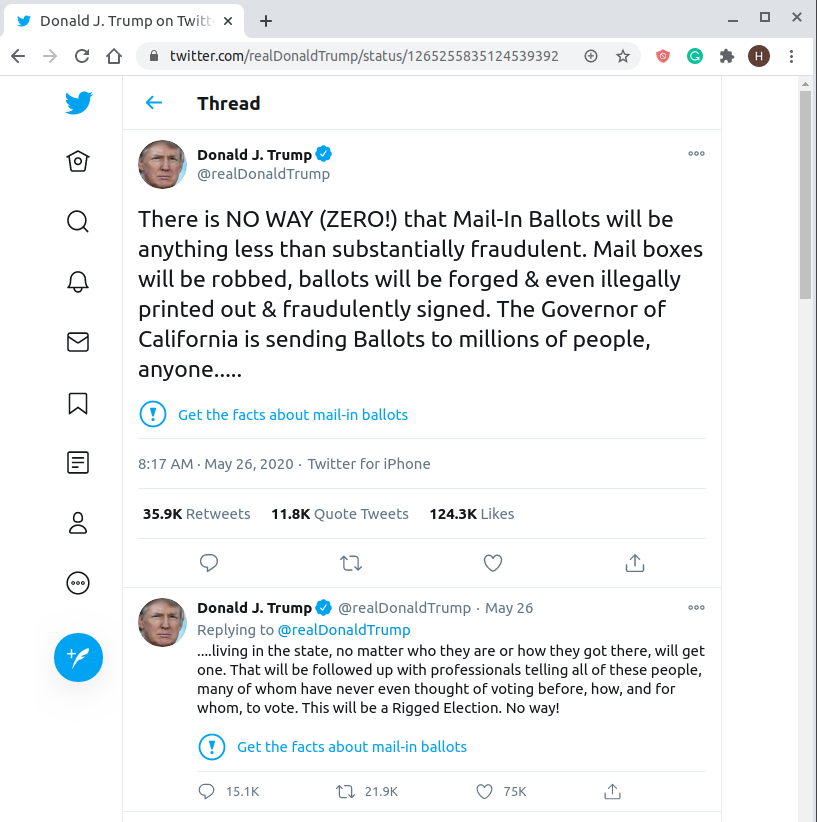 Donald J. Trump on Twitt
twitter.com/realDonaldTrump/status/1265255835124539392
H
Thread
Donald J. Trump
@realDonaldTrump
There is NO WAY (ZERO!) that Mail-In Ballots will be
anything less than substantially fraudulent. Mail boxes
will be robbed, ballots will be forged & even illegally
printed out & fraudulently signed. The Governor of
California is sending Ballots to millions of people,
anyone.....
Get the facts about mail-in ballots
8:17 AM · May 26, 2020 · Twitter for iPhone
35.9K Retweets 11.8K Quote Tweets 124.3K Likes
Donald J. Trump @realDonaldTrump · May 26
Replying to @realDonaldTrump
....living in the state, no matter who they are or how they got there, will get
one. That will be followed up with professionals telling all of these people,
many of whom have never even thought of voting before, how, and for
whom, to vote. This will be a Rigged Election. No way!
Get the facts about mail-in ballots
15.1K 21.9K 75K